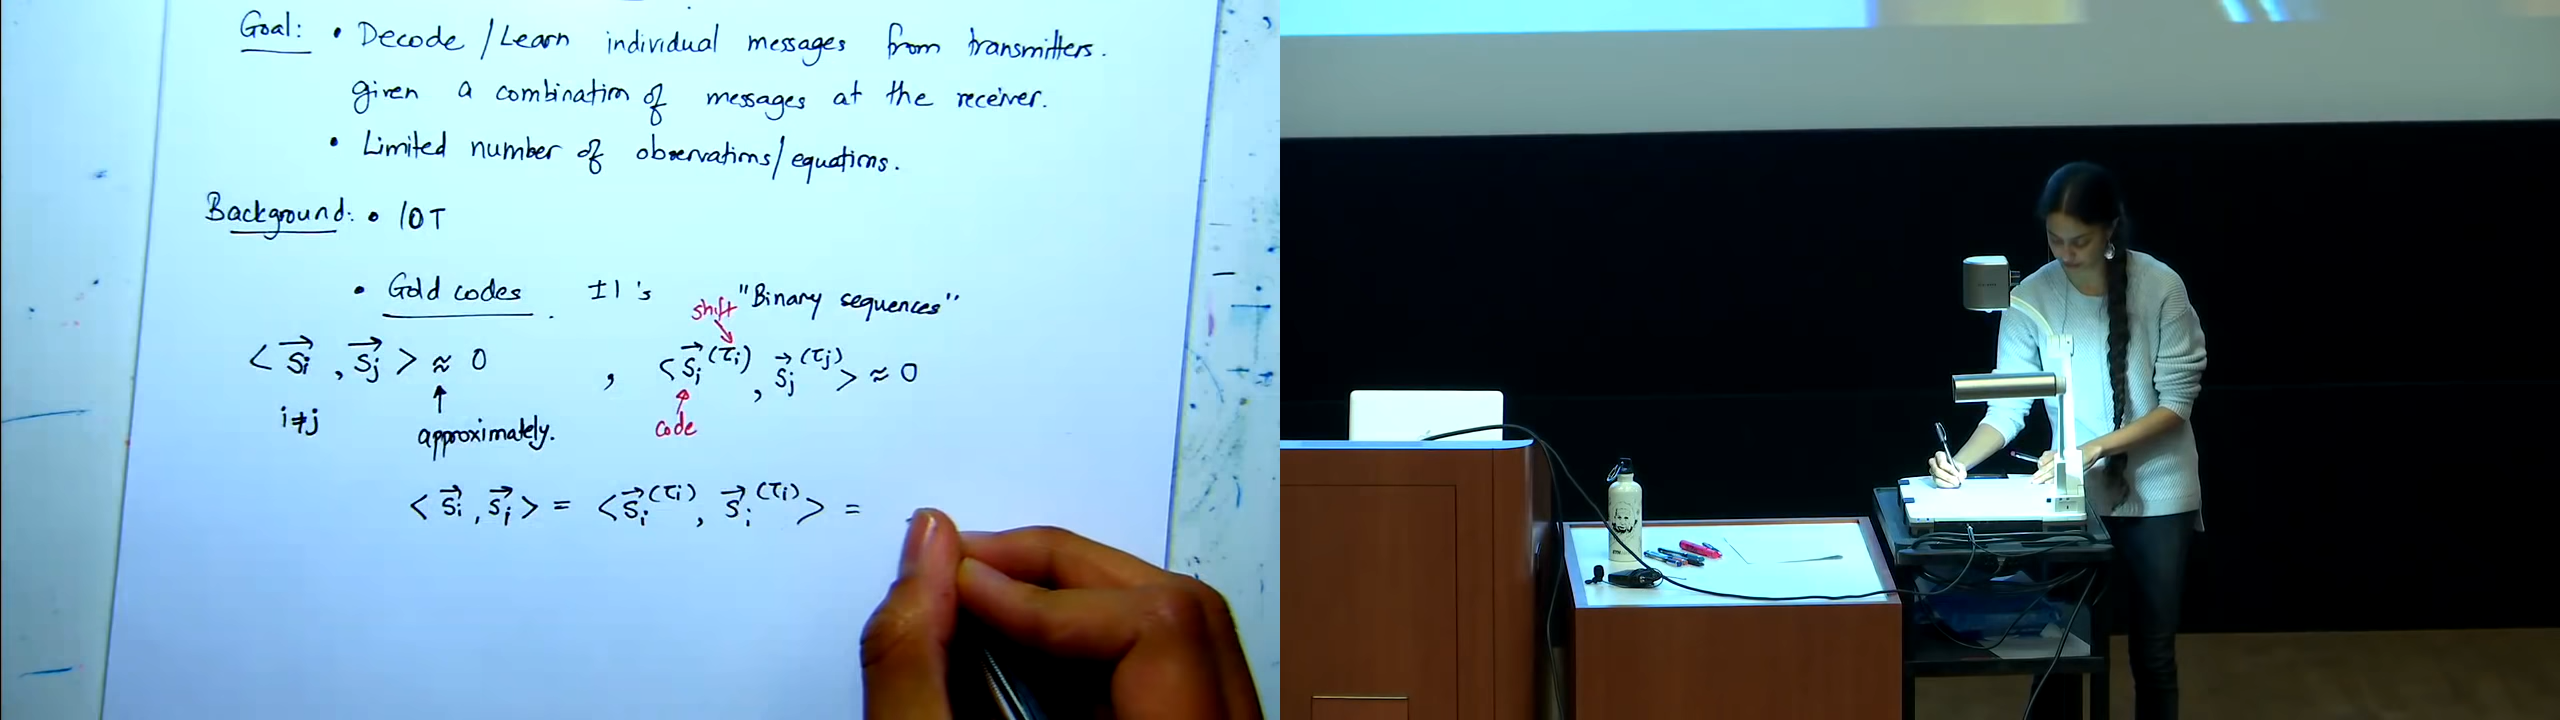 Goal: • Decode / Learn individual messages from transmitters.
given a combination of messages at the receiver.
• Limited number of observations/equations.
Background: • IOT
• Gold codes. ±1's "Binary sequences"
shift
< s⃗ᵢ , s⃗ⱼ > ≈ 0 , < s⃗ᵢ^(τᵢ) , s⃗ⱼ^(τⱼ) > ≈ 0
i≠j approximately. code
< s⃗ᵢ , s⃗ᵢ > = < s⃗ᵢ^(τᵢ) , s⃗ᵢ^(τᵢ) > =